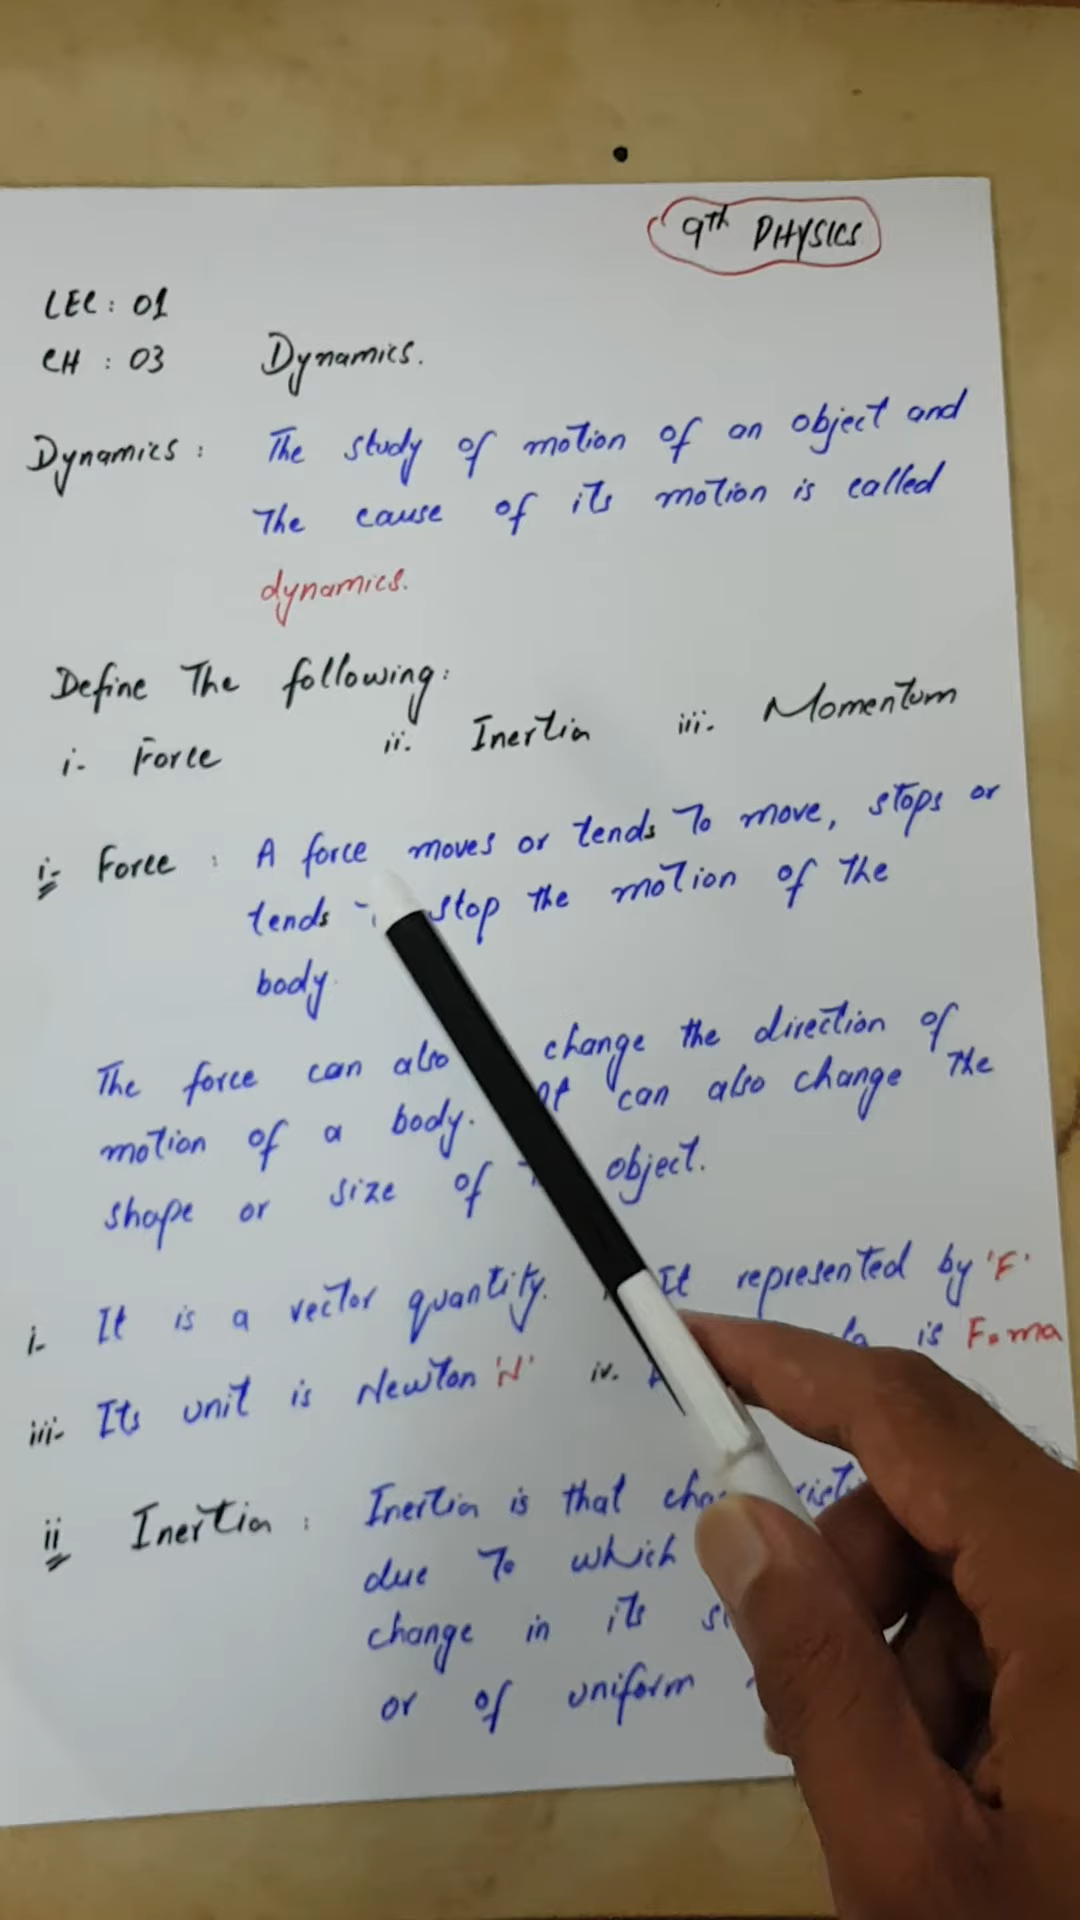 9th PHYSICS
LEC: 01
CH : 03 Dynamics.
Dynamics: The study of motion of an object and
The cause of its motion is called
dynamics.
Define The following:
i- Force ii. Inertia iii. Momentum
i- Force : A force moves or tends To move, stops or
tends stop the motion of the
body.
The force can also change the direction of
motion of a body. can also change the
shape or size of object.
i- It is a vector quantity. It represented by 'F'
iii- Its unit is Newton 'N' iv. is F=ma
ii Inertia : Inertia is that
due To which
change in its
or of uniform